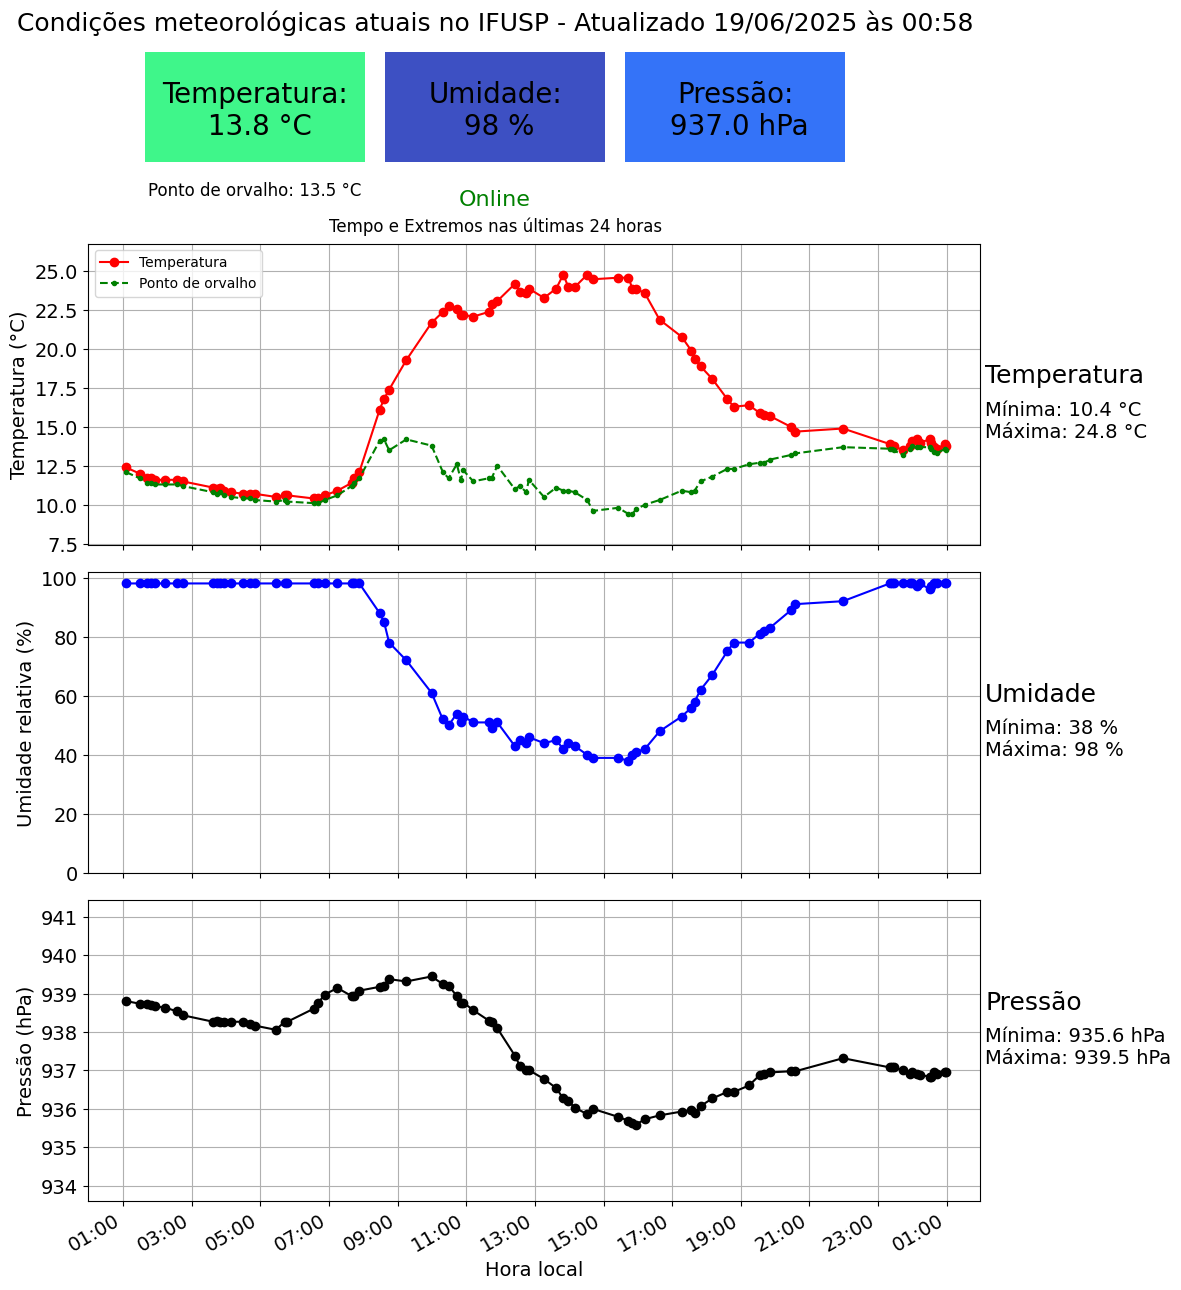 Condições meteorológicas atuais no IFUSP - Atualizado 19/06/2025 às 00:58
Temperatura:
13.8 °C
Umidade:
98 %
Pressão:
937.0 hPa
Ponto de orvalho: 13.5 °C
Online
Tempo e Extremos nas últimas 24 horas
Temperatura
Ponto de orvalho
Temperatura (°C)
25.0
22.5
20.0
17.5
15.0
12.5
10.0
7.5
Temperatura
Mínima: 10.4 °C
Máxima: 24.8 °C
Umidade relativa (%)
100
80
60
40
20
0
Umidade
Mínima: 38 %
Máxima: 98 %
Pressão (hPa)
941
940
939
938
937
936
935
934
Pressão
Mínima: 935.6 hPa
Máxima: 939.5 hPa
01:00 03:00 05:00 07:00 09:00 11:00 13:00 15:00 17:00 19:00 21:00 23:00 01:00
Hora local